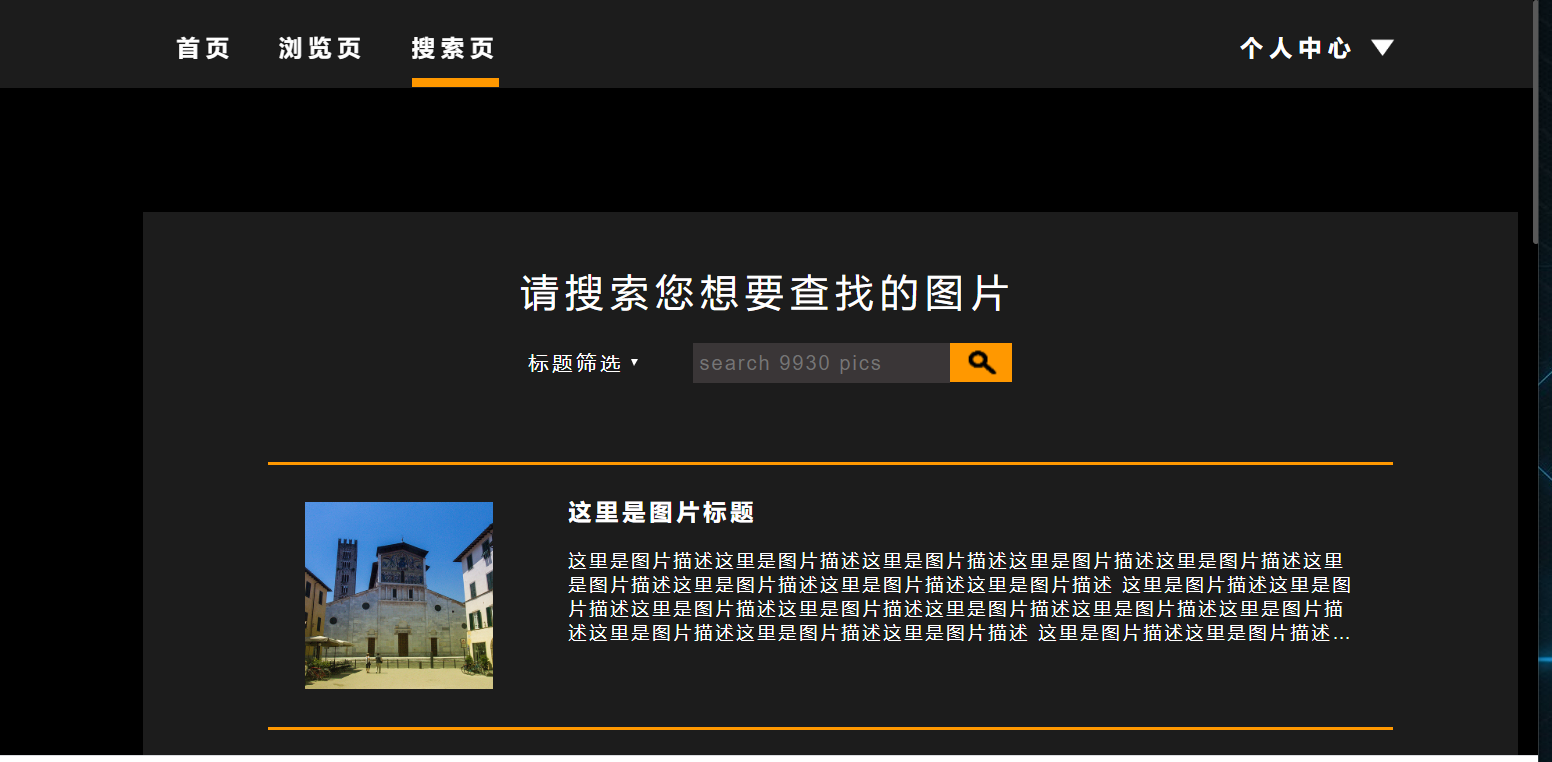 首页 浏览页 搜索页 个人中心 ▼
请搜索您想要查找的图片
标题筛选 ▾ search 9930 pics
这里是图片标题
这里是图片描述这里是图片描述这里是图片描述这里是图片描述这里是图片描述这里
是图片描述这里是图片描述这里是图片描述这里是图片描述 这里是图片描述这里是图
片描述这里是图片描述这里是图片描述这里是图片描述这里是图片描述这里是图片描
述这里是图片描述这里是图片描述这里是图片描述 这里是图片描述这里是图片描述...